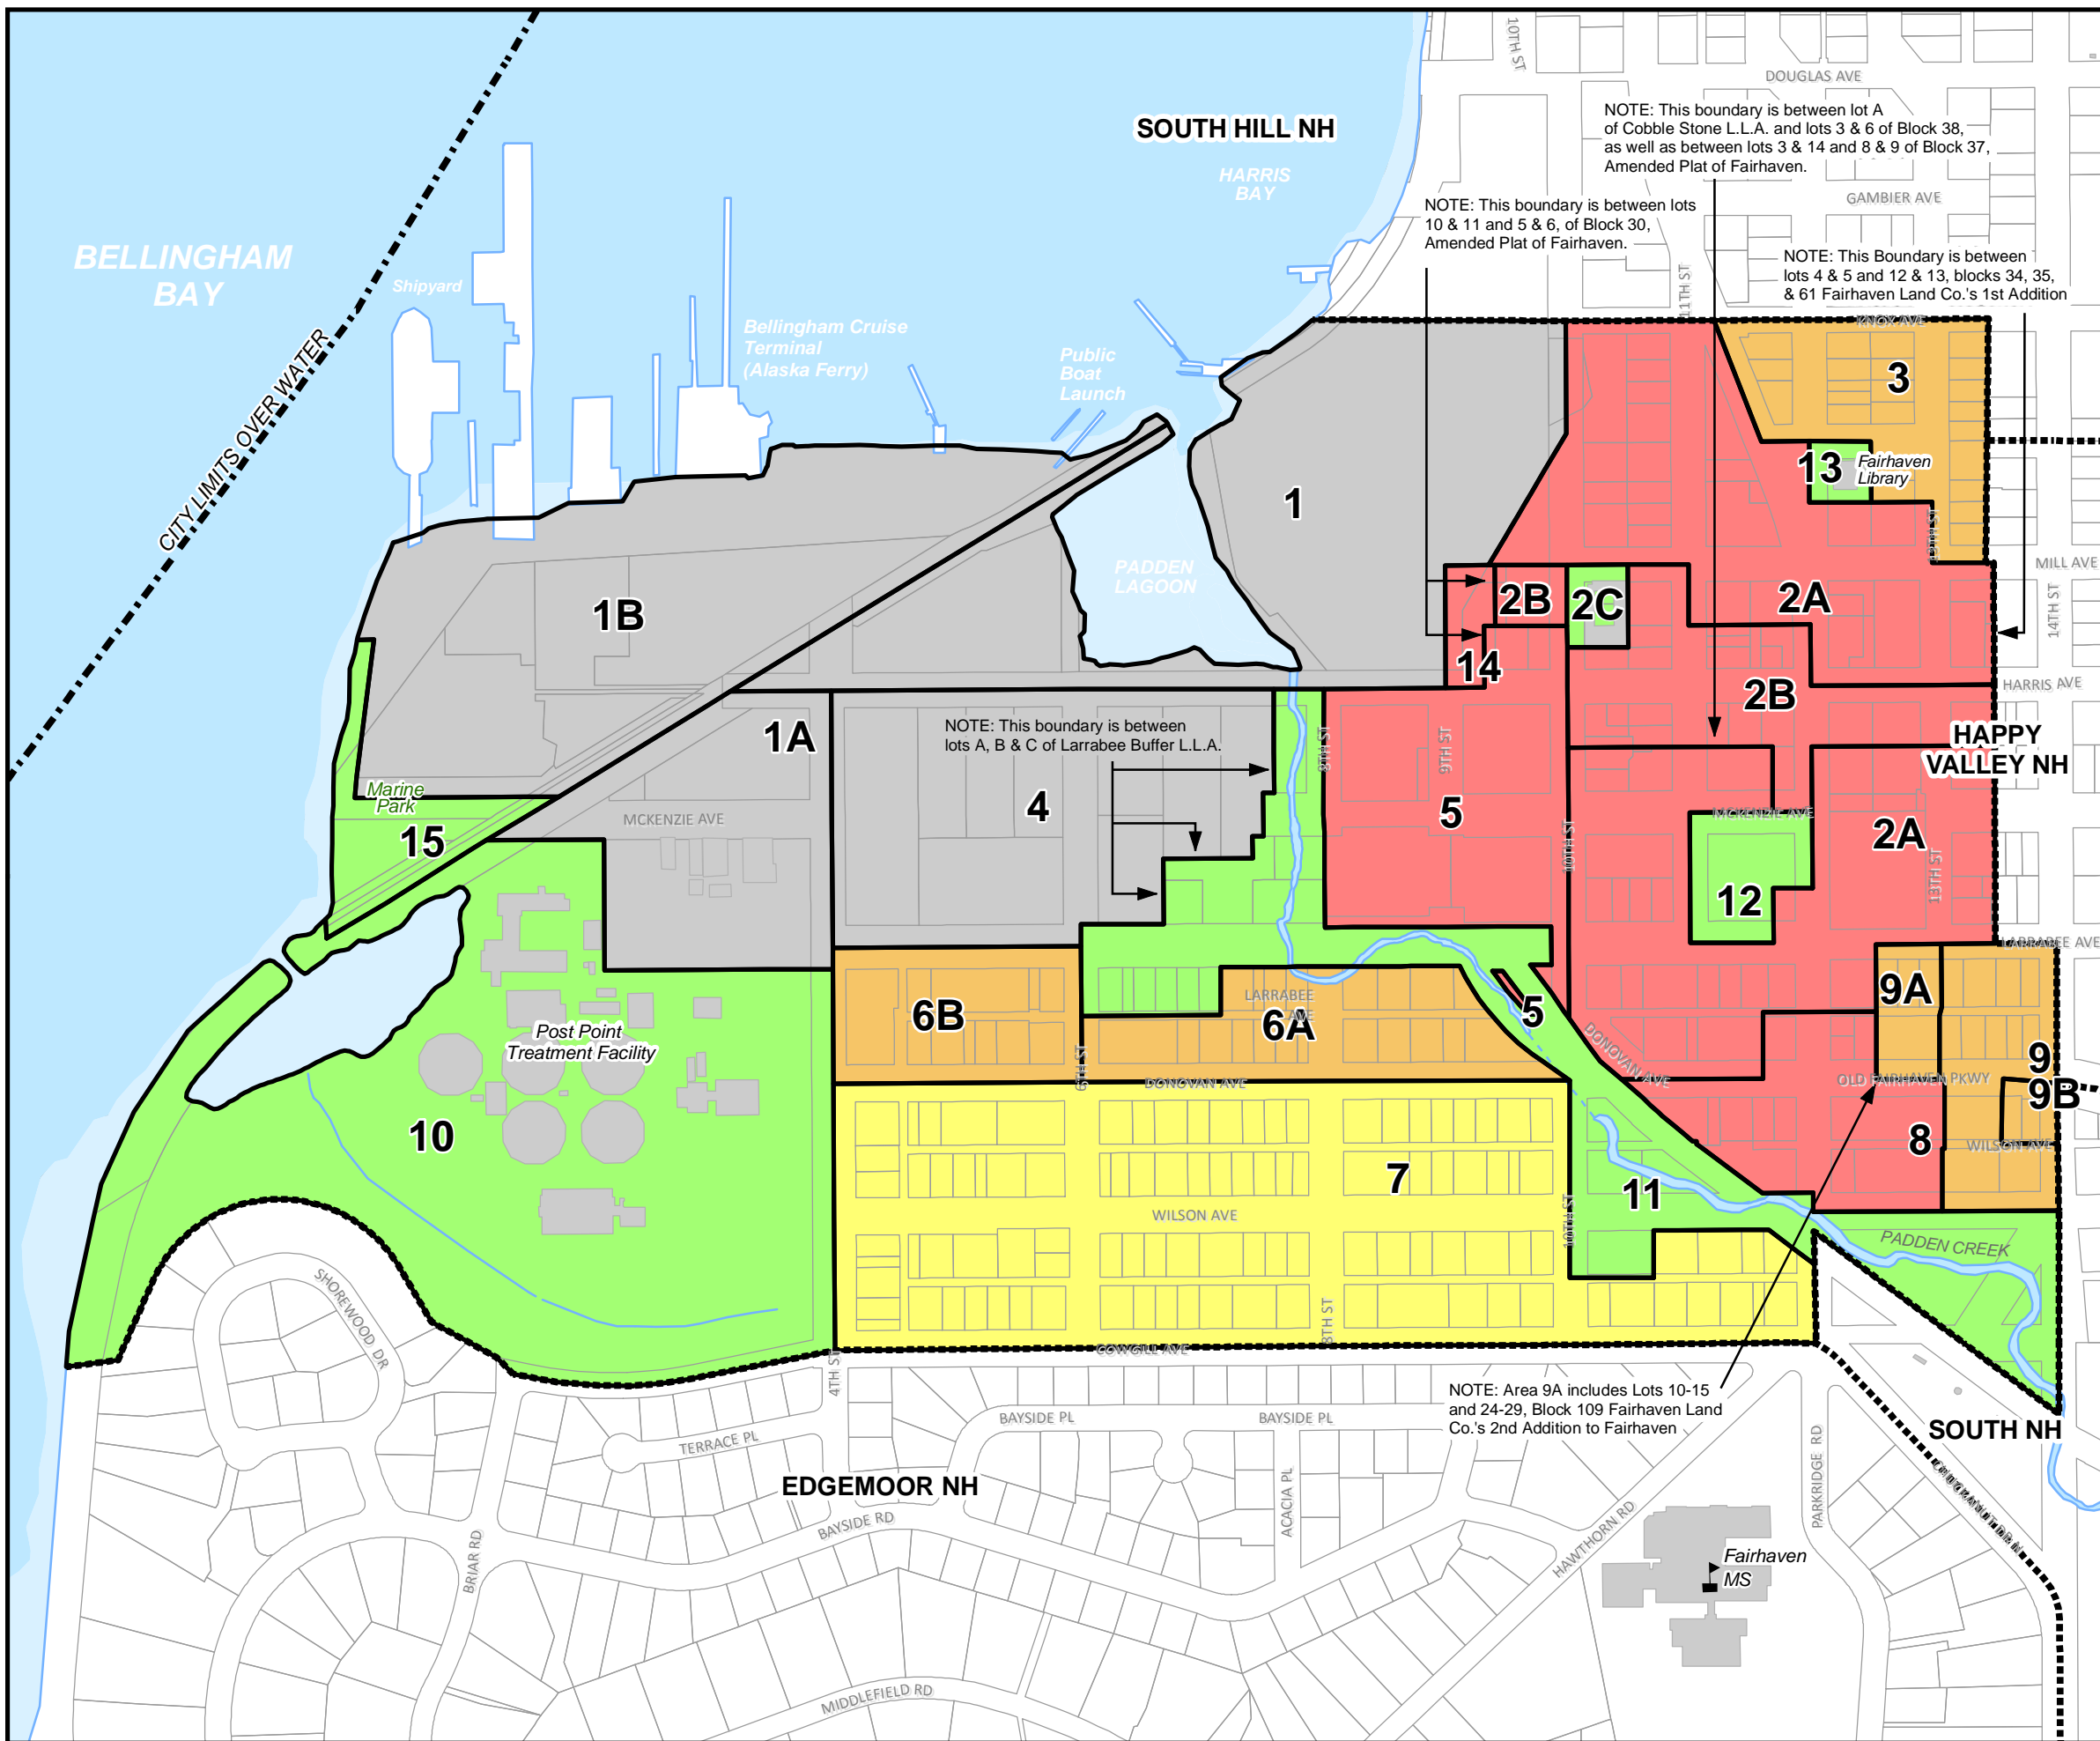 10TH ST
DOUGLAS AVE
SOUTH HILL NH
NOTE: This boundary is between lot A
of Cobble Stone L.L.A. and lots 3 & 6 of Block 38,
as well as between lots 3 & 14 and 8 & 9 of Block 37,
Amended Plat of Fairhaven.
HARRIS
BAY
GAMBIER AVE
NOTE: This boundary is between lots
10 & 11 and 5 & 6, of Block 30,
Amended Plat of Fairhaven.
BELLINGHAM
BAY
NOTE: This Boundary is between
lots 4 & 5 and 12 & 13, blocks 34, 35,
& 61 Fairhaven Land Co.'s 1st Addition
Shipyard
11TH ST
KNOX AVE
Bellingham Cruise
Terminal
(Alaska Ferry)
Public
Boat
Launch
CITY LIMITS OVER WATER
3
13
Fairhaven
Library
1
13TH ST
MILL AVE
PADDEN
LAGOON
1B
2B
2C
2A
14TH ST
14
HARRIS AVE
2B
1A
NOTE: This boundary is between
lots A, B & C of Larrabee Buffer L.L.A.
8TH ST
9TH ST
HAPPY
VALLEY NH
Marine
Park
4
5
MCKENZIE AVE
MCKENZIE AVE
15
10TH ST
2A
13TH ST
12
LARRABEE AVE
9A
LARRABEE
AVE
6B
6A
5
Post Point
Treatment Facility
DONOVAN AVE
9
6TH ST
DONOVAN AVE
OLD FAIRHAVEN PKWY
9B
10
8
WILSON AVE
7
11
WILSON AVE
10TH ST
PADDEN CREEK
SHOREWOOD DR
8TH ST
COWGILL AVE
4TH ST
NOTE: Area 9A includes Lots 10-15
and 24-29, Block 109 Fairhaven Land
Co.'s 2nd Addition to Fairhaven
BAYSIDE PL
BAYSIDE PL
SOUTH NH
TERRACE PL
PARKRIDGE RD
EDGEMOOR NH
ACACIA PL
BAYSIDE RD
HAWTHORN RD
BRIAR RD
Fairhaven
MS
MIDDLEFIELD RD